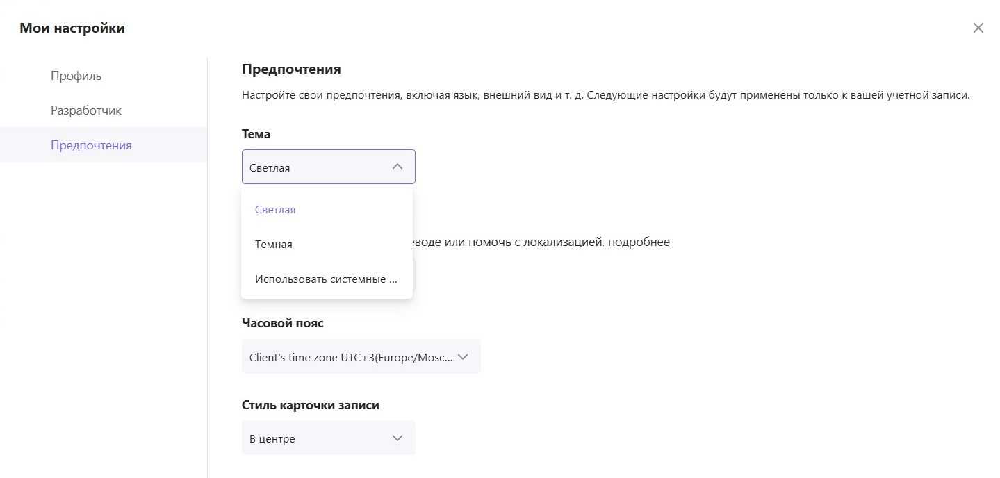 Мои настройки
Профиль
Разработчик
Предпочтения
Предпочтения
Настройте свои предпочтения, включая язык, внешний вид и т. д. Следующие настройки будут применены только к вашей учетной записи.
Тема
Светлая
Светлая
Темная
Использовать системные ...
или помочь с локализацией, подробнее
Часовой пояс
Client's time zone UTC+3(Europe/Mosc...
Стиль карточки записи
В центре